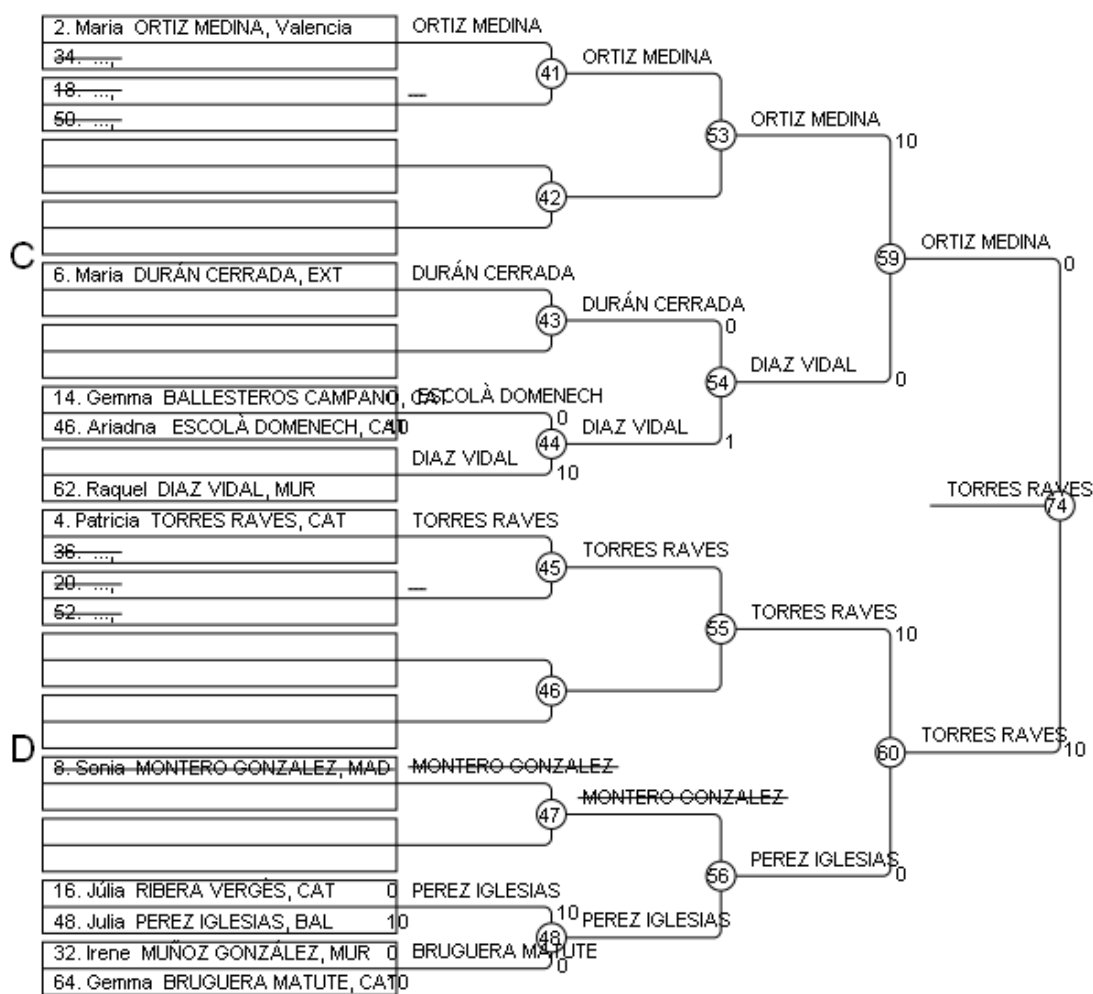 2. Maria ORTIZ MEDINA, Valencia
ORTIZ MEDINA
34. ...,
41
ORTIZ MEDINA
18. ...,
---
50. ...,
53
ORTIZ MEDINA
10
42
C
59
ORTIZ MEDINA
0
6. Maria DURÁN CERRADA, EXT
DURÁN CERRADA
43
DURÁN CERRADA
0
54
DIAZ VIDAL
0
14. Gemma BALLESTEROS CAMPANO, CAT
0
ESCOLÀ DOMENECH
0
46. Ariadna ESCOLÀ DOMENECH, CAT
10
44
DIAZ VIDAL
1
DIAZ VIDAL
10
62. Raquel DIAZ VIDAL, MUR
TORRES RAVES
74
4. Patricia TORRES RAVES, CAT
TORRES RAVES
36. ...,
45
TORRES RAVES
20. ...,
---
52. ...,
55
TORRES RAVES
10
46
D
60
TORRES RAVES
10
8. Sonia MONTERO GONZALEZ, MAD
MONTERO GONZALEZ
47
MONTERO GONZALEZ
56
PEREZ IGLESIAS
0
16. Júlia RIBERA VERGÈS, CAT
0
PEREZ IGLESIAS
10
48. Julia PEREZ IGLESIAS, BAL
10
48
PEREZ IGLESIAS
32. Irene MUÑOZ GONZÁLEZ, MUR
0
BRUGUERA MATUTE
0
64. Gemma BRUGUERA MATUTE, CAT
10